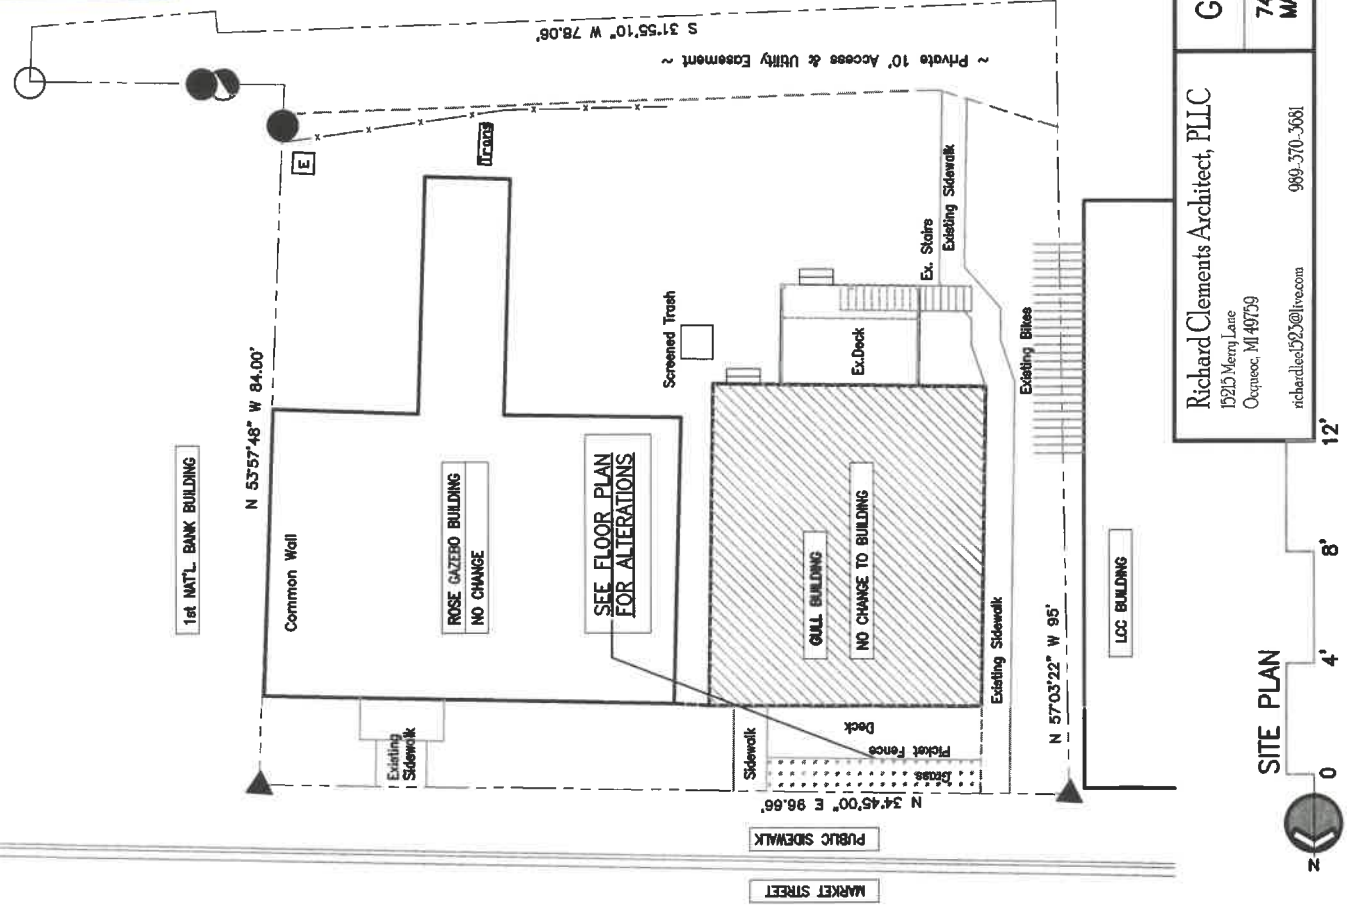 S 31°55'10" W 78.08'
~ Private 10' Access & Utility Easement ~
E
Trans
N 53°57'48" W 84.00'
1st NAT'L. BANK BUILDING
Common Wall
ROSE GAZEBO BUILDING
NO CHANGE
SEE FLOOR PLAN
FOR ALTERATIONS
Screened Trash
Ex.Deck
Ex. Stairs
Existing Sidewalk
Existing Bikes
GULL BUILDING
NO CHANGE TO BUILDING
Existing
Sidewalk
Sidewalk
Deck
Picket Fence
Grass
Existing Sidewalk
N 57°03'22" W 95'
N 34°45'00" E 96.66'
LCC BUILDING
PUBLIC SIDEWALK
MARKET STREET
SITE PLAN
0 4' 8' 12'
N
Richard Clements Architect, PLLC
15215 Merry Lane
Ocqueoc, MI 49759
richardlee1523@live.com 989-370-3681
G
74
MA